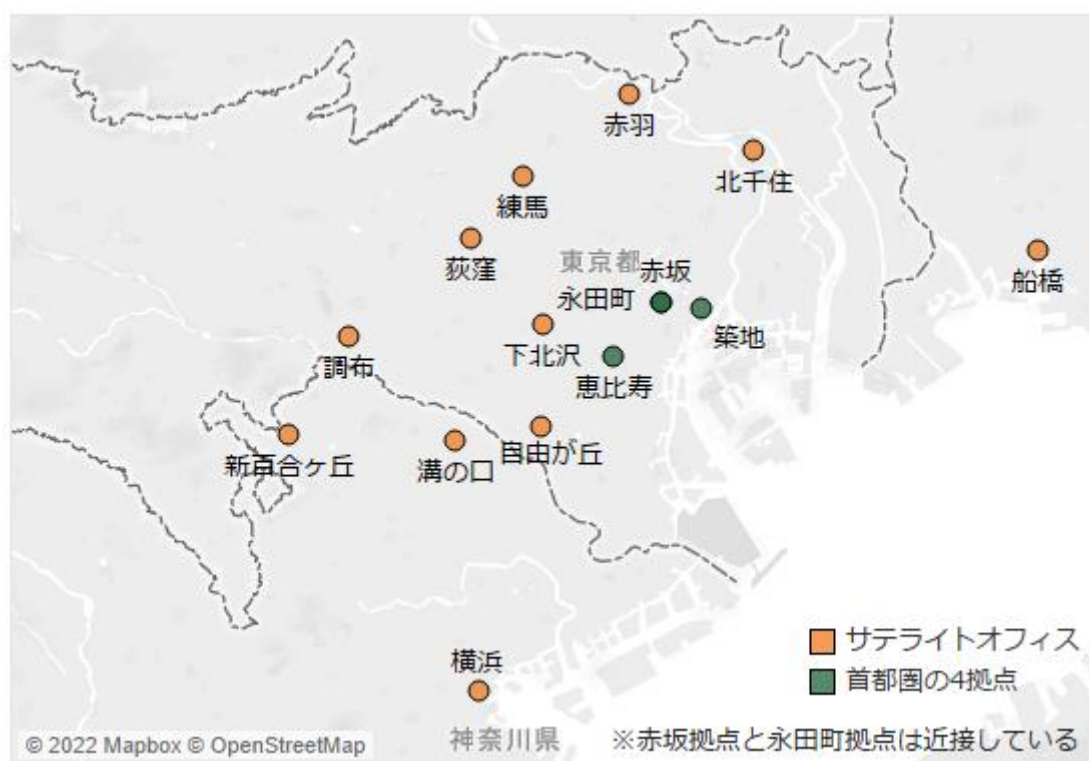 赤羽
北千住
練馬
荻窪
東京都
赤坂
永田町
船橋
下北沢
築地
調布
恵比寿
新百合ヶ丘
溝の口
自由が丘
サテライトオフィス
首都圏の4拠点
横浜
神奈川県
※赤坂拠点と永田町拠点は近接している
© 2022 Mapbox © OpenStreetMap